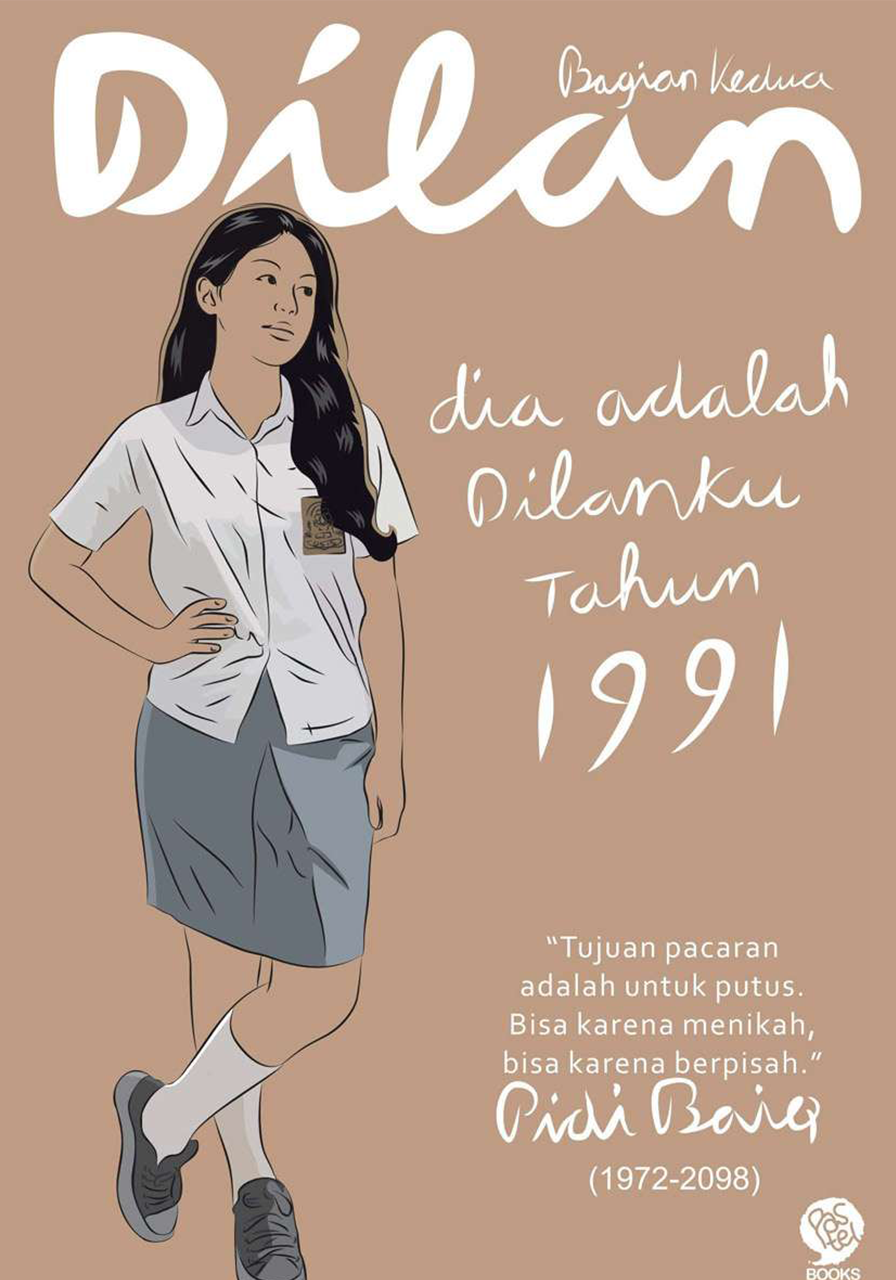 Dilan
Bagian Kedua
dia adalah
Dilanku
Tahun
1991
“Tujuan pacaran
adalah untuk putus.
Bisa karena menikah,
bisa karena berpisah.”
Pidi Baiq
(1972-2098)
Pastel
BOOKS